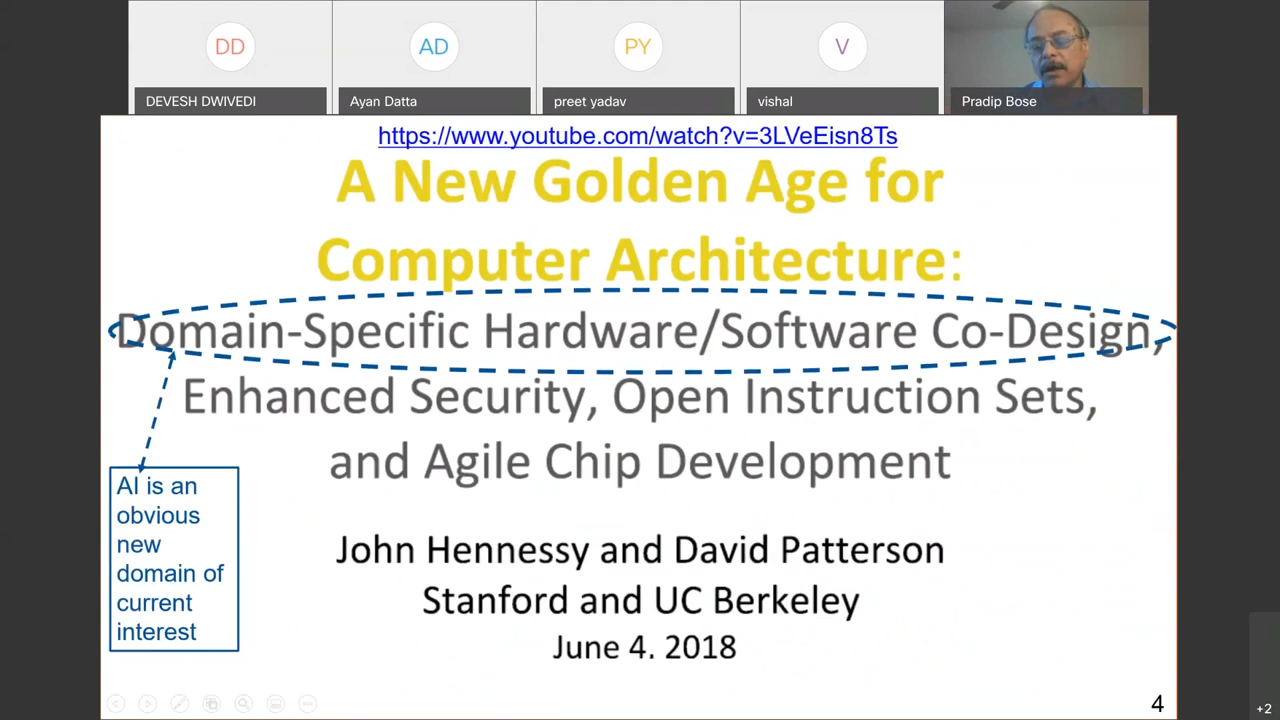 DD
AD
PY
V
DEVESH DWIVEDI
Ayan Datta
preet yadav
vishal
Pradip Bose
https://www.youtube.com/watch?v=3LVeEisn8Ts
A New Golden Age for
Computer Architecture:
Domain-Specific Hardware/Software Co-Design,
Enhanced Security, Open Instruction Sets,
and Agile Chip Development
AI is an
obvious
new
domain of
current
interest
John Hennessy and David Patterson
Stanford and UC Berkeley
June 4. 2018
4
+2